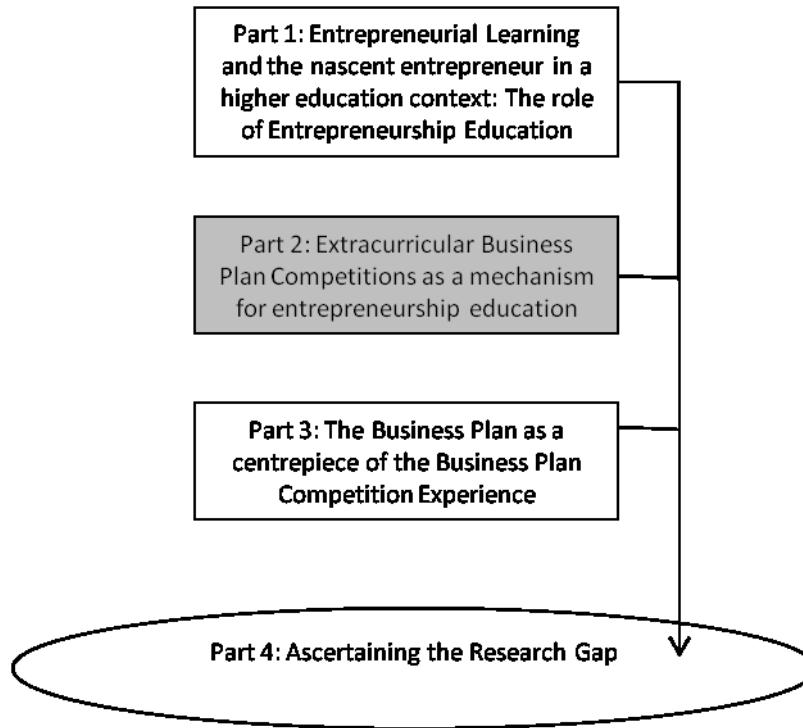 Part 1: Entrepreneurial Learning
and the nascent entrepreneur in a
higher education context: The role
of Entrepreneurship Education
Part 2: Extracurricular Business
Plan Competitions as a mechanism
for entrepreneurship education
Part 3: The Business Plan as a
centrepiece of the Business Plan
Competition Experience
Part 4: Ascertaining the Research Gap